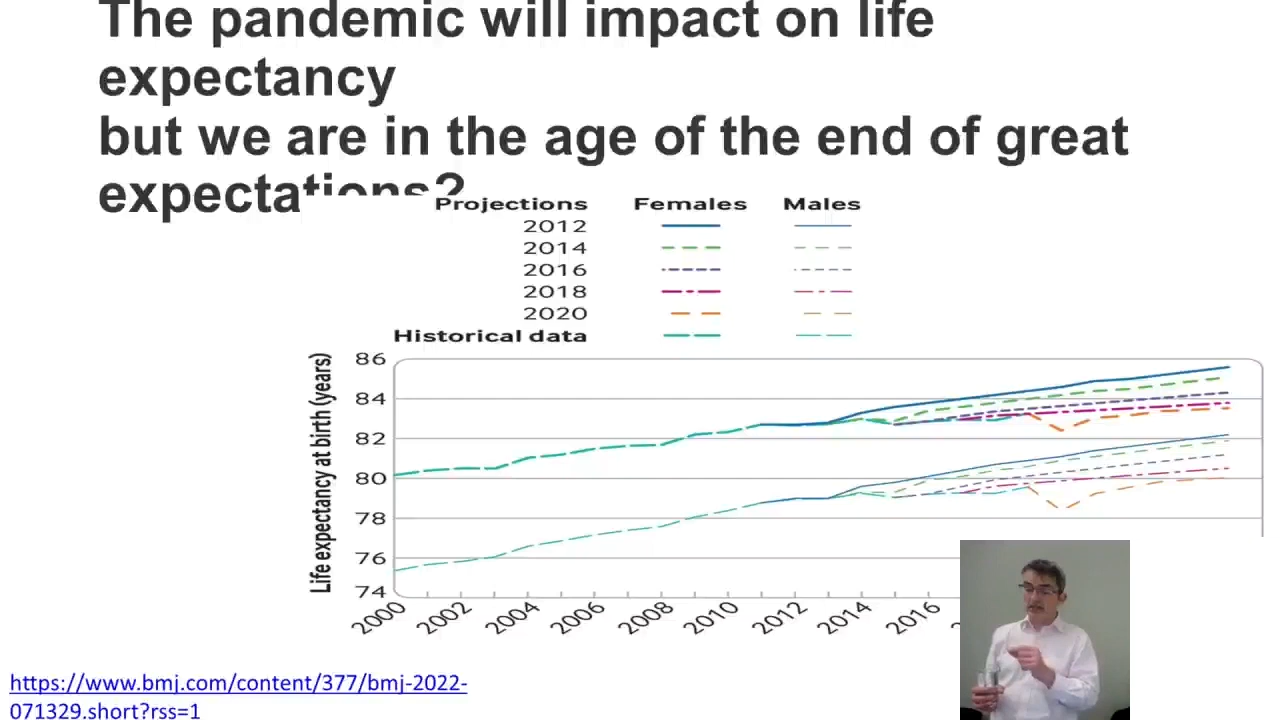 The pandemic will impact on life
expectancy
but we are in the age of the end of great
expectations?
Projections Females Males
2012
2014
2016
2018
2020
Historical data
Life expectancy at birth (years)
86
84
82
80
78
76
74
2000 2002 2004 2006 2008 2010 2012 2014 2016
https://www.bmj.com/content/377/bmj-2022-
071329.short?rss=1